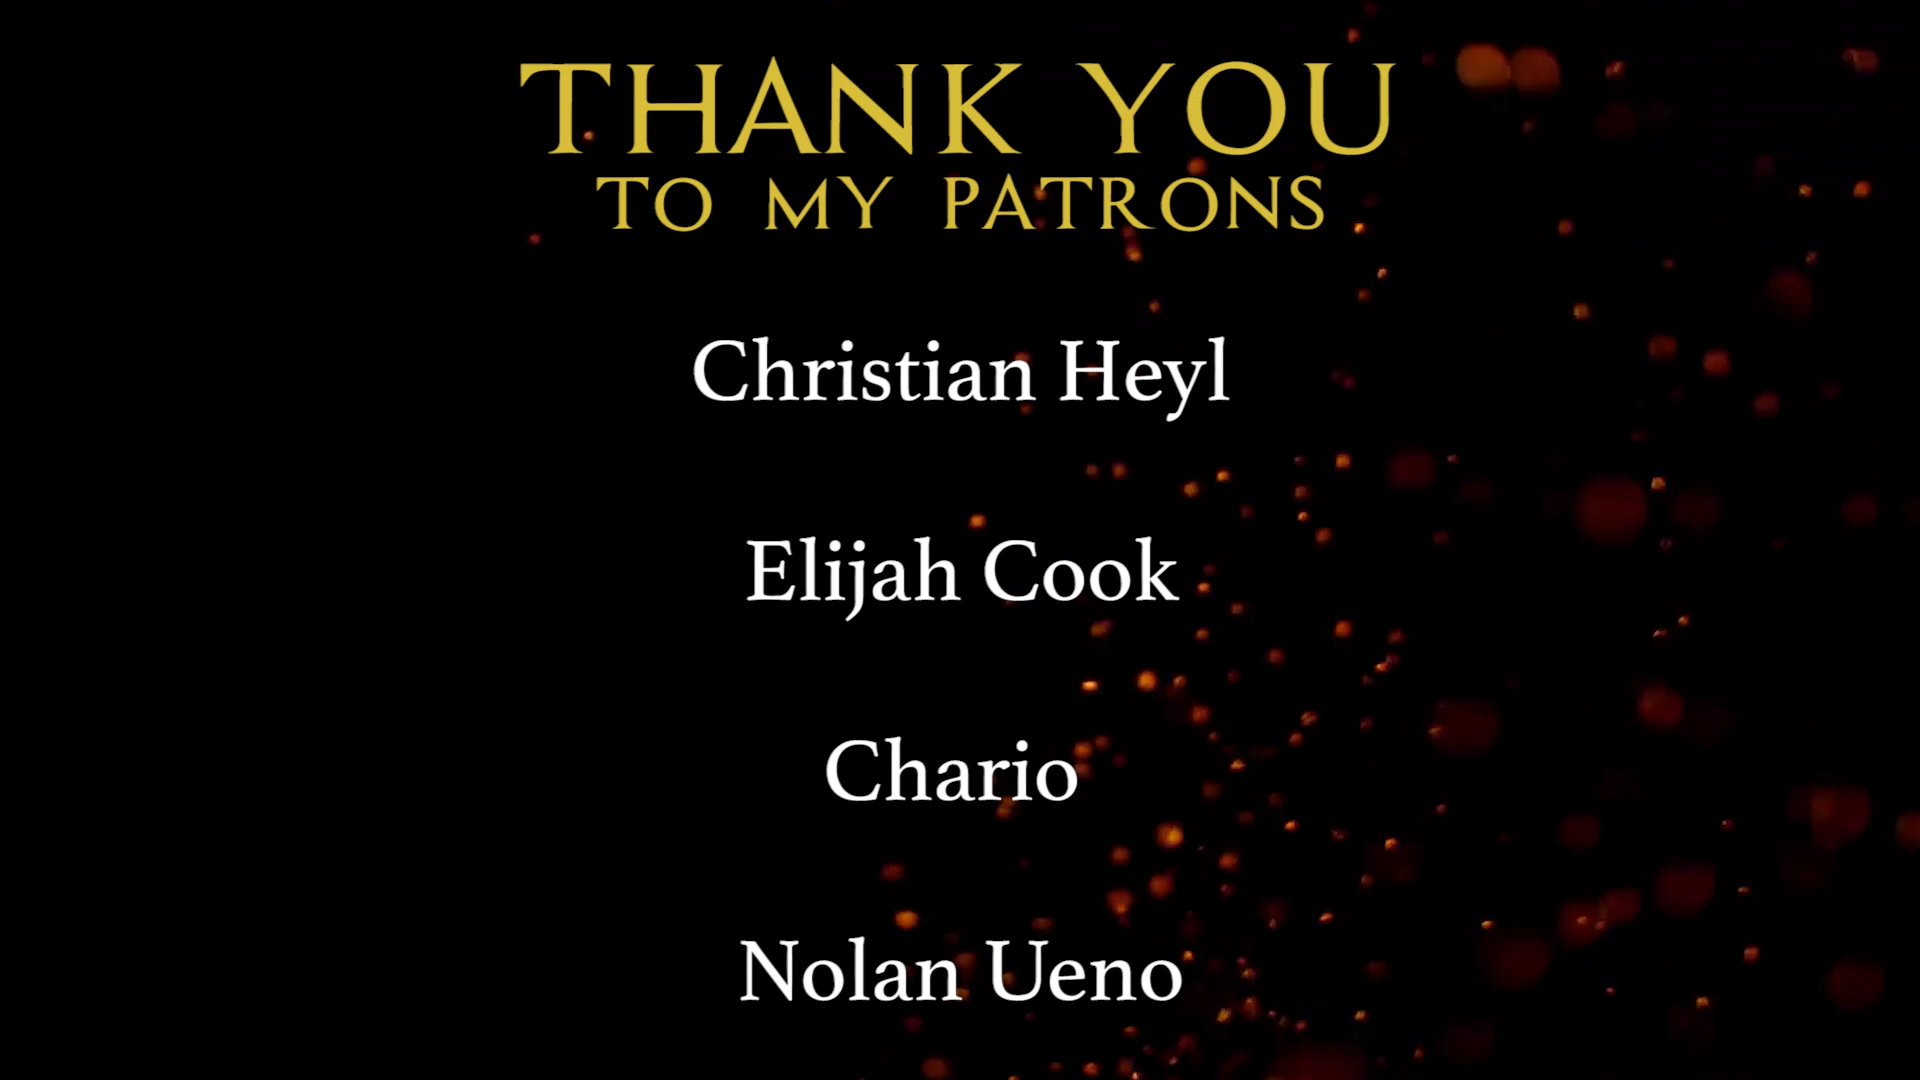 THANK YOU
TO MY PATRONS
Christian Heyl
Elijah Cook
Chario
Nolan Ueno